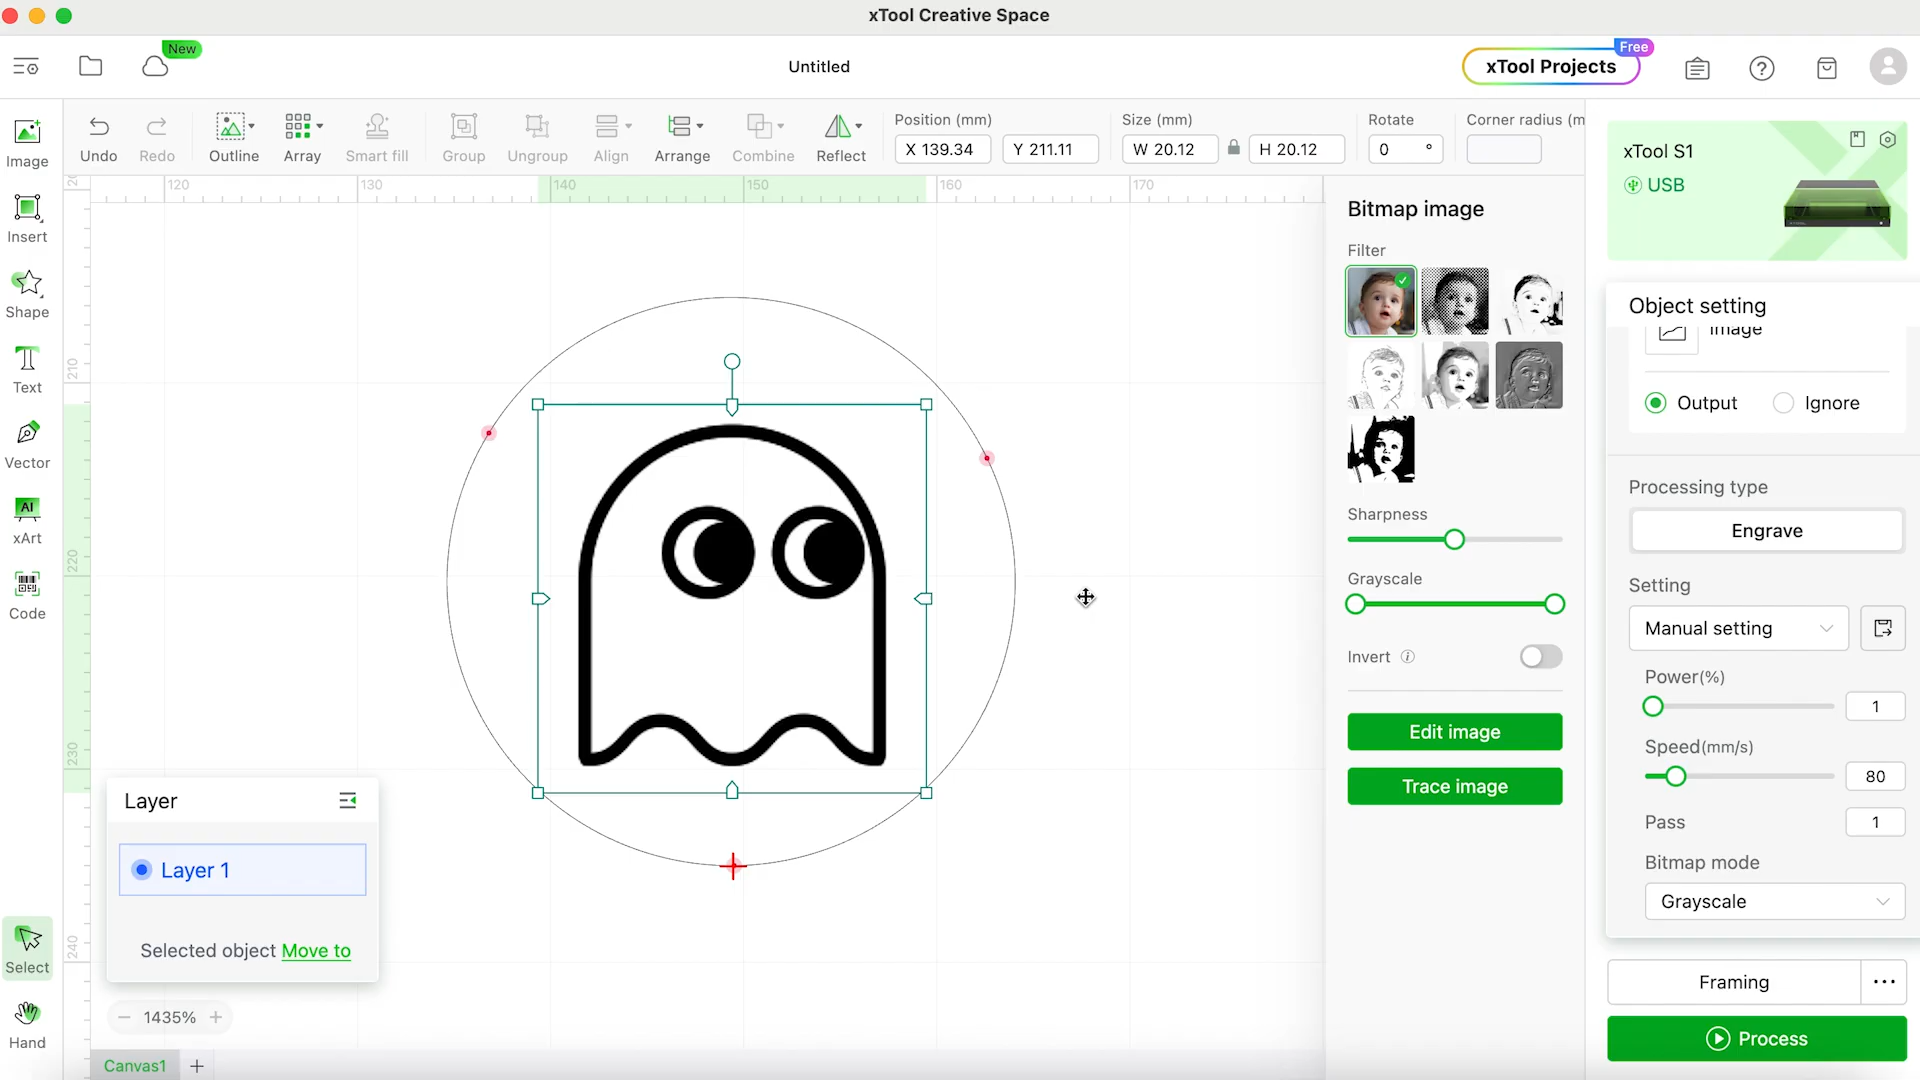 xTool Creative Space
New
Untitled
Free
xTool Projects
Undo
Redo
Outline
Array
Smart fill
Group
Ungroup
Align
Arrange
Combine
Reflect
Position (mm)
X 139.34
Y 211.11
Size (mm)
W 20.12
H 20.12
Rotate
0 °
Corner radius (m
Image
Insert
Shape
Text
Vector
AI
xArt
Code
Select
Hand
120
130
140
150
160
170
210
220
230
240
Layer
Layer 1
Selected object Move to
1435%
Canvas1
Bitmap image
Filter
Sharpness
Grayscale
Invert
Edit image
Trace image
xTool S1
USB
Object setting
Image
Output
Ignore
Processing type
Engrave
Setting
Manual setting
Power(%)
1
Speed(mm/s)
80
Pass
1
Bitmap mode
Grayscale
Framing
Process